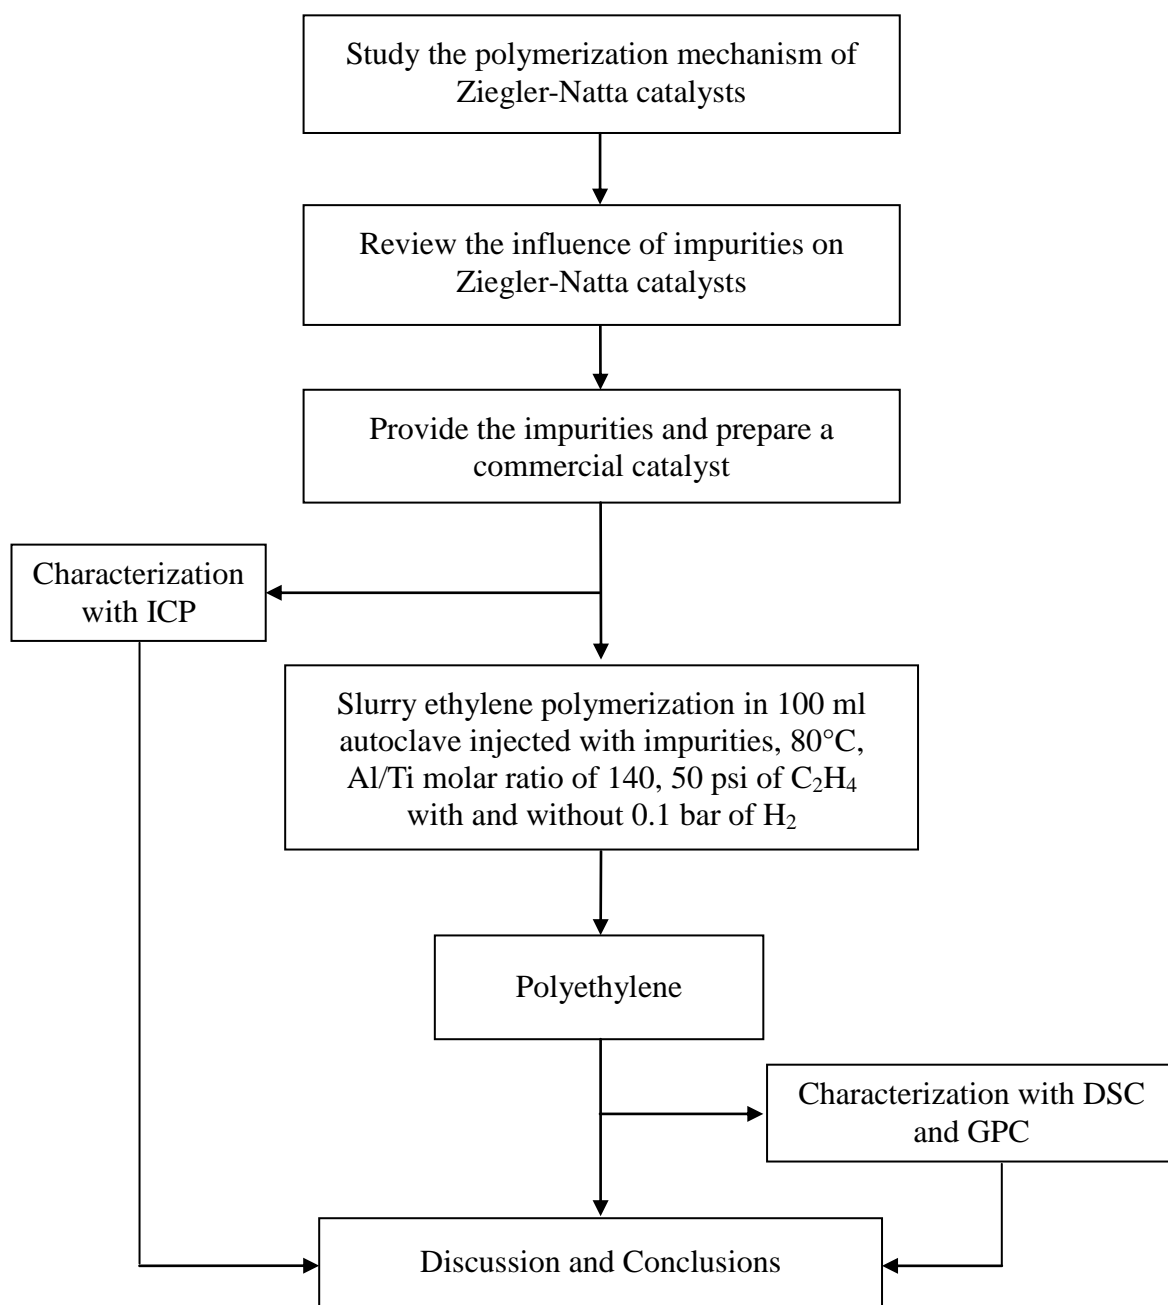 Study the polymerization mechanism of
Ziegler-Natta catalysts
Review the influence of impurities on
Ziegler-Natta catalysts
Provide the impurities and prepare a
commercial catalyst
Characterization
with ICP
Slurry ethylene polymerization in 100 ml
autoclave injected with impurities, 80°C,
Al/Ti molar ratio of 140, 50 psi of C₂H₄
with and without 0.1 bar of H₂
Polyethylene
Characterization with DSC
and GPC
Discussion and Conclusions